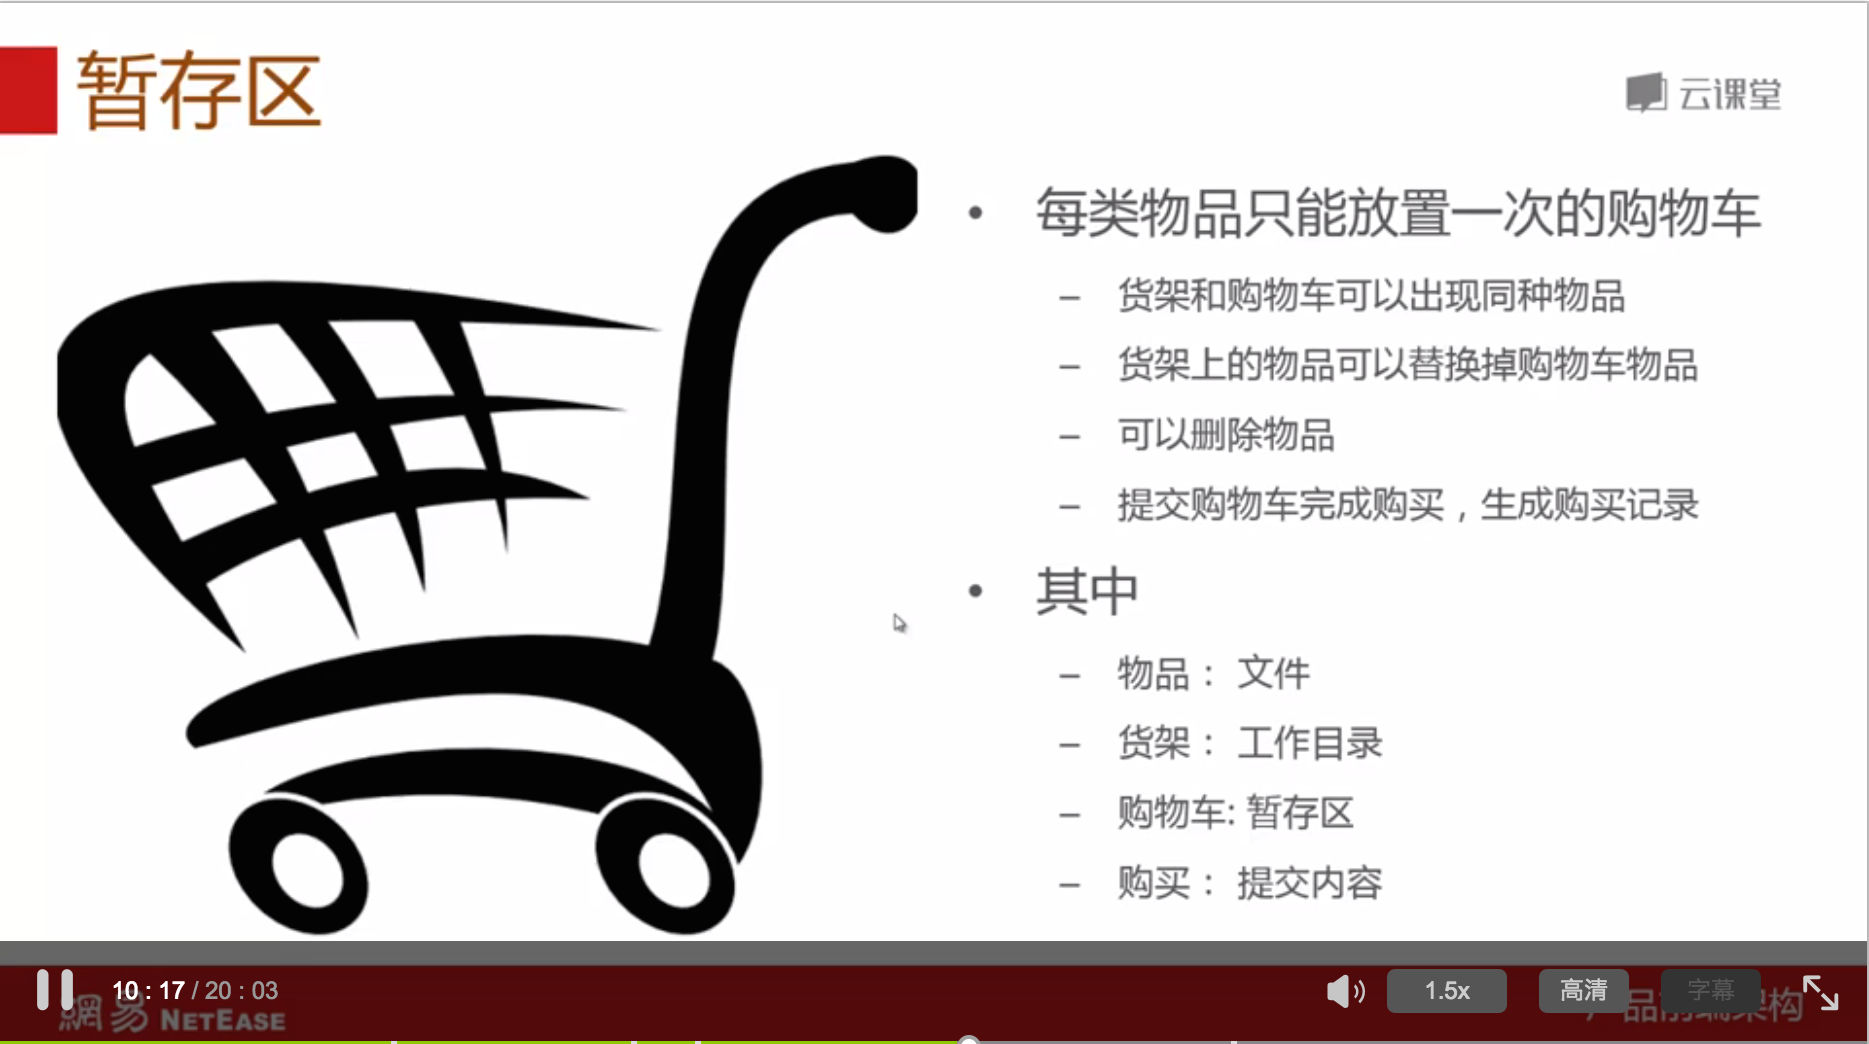 暂存区
云课堂
• 每类物品只能放置一次的购物车
– 货架和购物车可以出现同种物品
– 货架上的物品可以替换掉购物车物品
– 可以删除物品
– 提交购物车完成购买，生成购买记录
• 其中
– 物品： 文件
– 货架： 工作目录
– 购物车: 暂存区
– 购买： 提交内容
10 : 17 / 20 : 03
1.5x
高清
字幕
網易 NETEASE
品前端架构